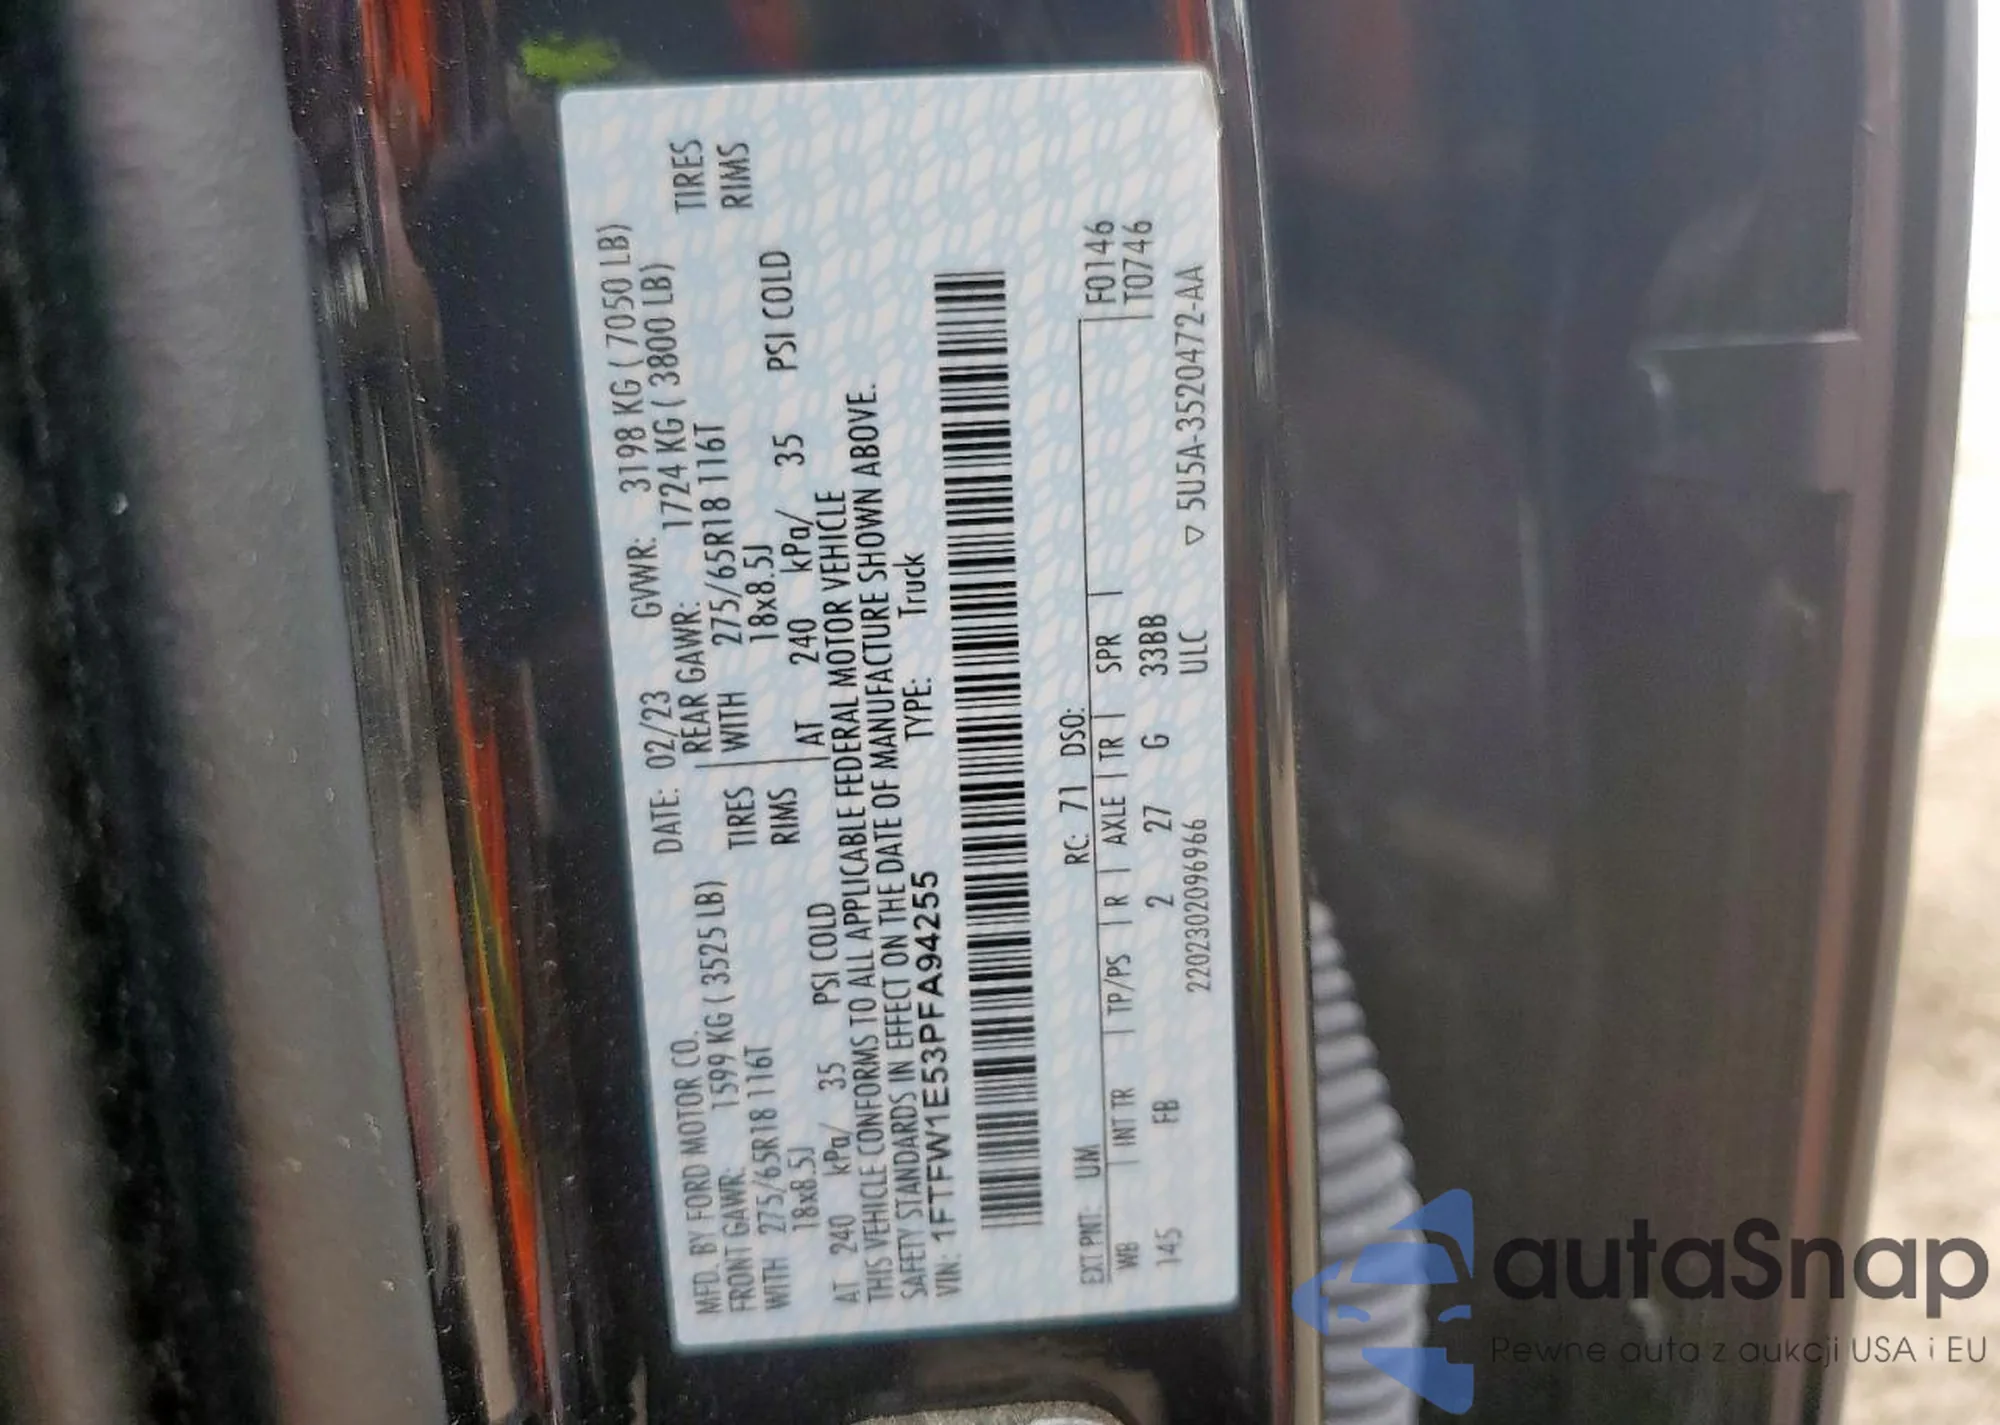 MFD. BY FORD MOTOR CO.
DATE: 02/23 GVWR: 3198 KG ( 7050 LB)
FRONT GAWR: 1599 KG ( 3525 LB)
REAR GAWR: 1724 KG ( 3800 LB)
WITH 275/65R18 116T TIRES
WITH 275/65R18 116T TIRES
18x8.5J RIMS
18x8.5J RIMS
AT 240 kPa/ 35 PSI COLD
AT 240 kPa/ 35 PSI COLD
THIS VEHICLE CONFORMS TO ALL APPLICABLE FEDERAL MOTOR VEHICLE
SAFETY STANDARDS IN EFFECT ON THE DATE OF MANUFACTURE SHOWN ABOVE.
VIN: 1FTFW1E53PFA94255 TYPE: Truck
EXT PNT: UM RC: 71 DSO: F0146
WB | INT TR | TP/PS | R | AXLE | TR | SPR | T0746
145 FB 2 27 G 33BB
220230209696​6 ULC ▽ 5U5A-3520472-AA
autaSnap
Pewne auta z aukcji USA i EU